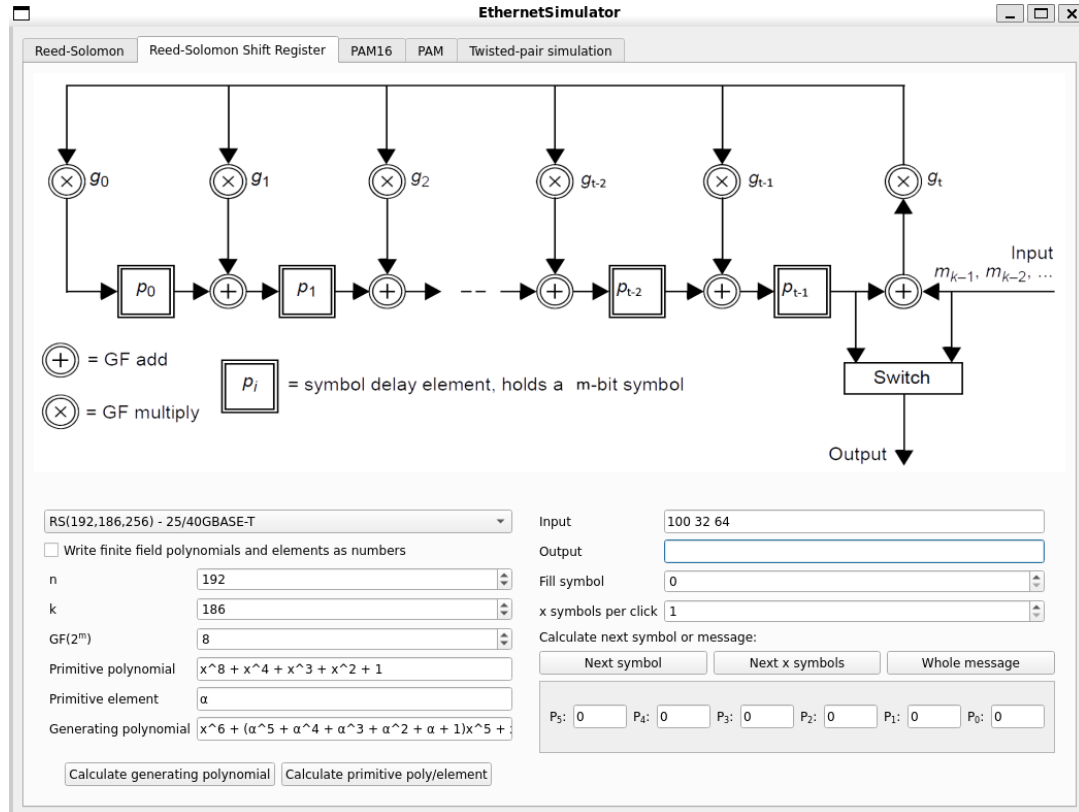 EthernetSimulator
Reed-Solomon
Reed-Solomon Shift Register
PAM16
PAM
Twisted-pair simulation
g0 g1 g2 gt-2 gt-1 gt
Input
mk−1, mk−2, ...
p0 p1 pt-2 pt-1
= GF add
pi = symbol delay element, holds a m-bit symbol
= GF multiply
Switch
Output
RS(192,186,256) - 25/40GBASE-T
Write finite field polynomials and elements as numbers
n 192
k 186
GF(2^m) 8
Primitive polynomial x^8 + x^4 + x^3 + x^2 + 1
Primitive element α
Generating polynomial x^6 + (α^5 + α^4 + α^3 + α^2 + α + 1)x^5 +
Calculate generating polynomial
Calculate primitive poly/element
Input 100 32 64
Output
Fill symbol 0
x symbols per click 1
Calculate next symbol or message:
Next symbol
Next x symbols
Whole message
P5: 0 P4: 0 P3: 0 P2: 0 P1: 0 P0: 0